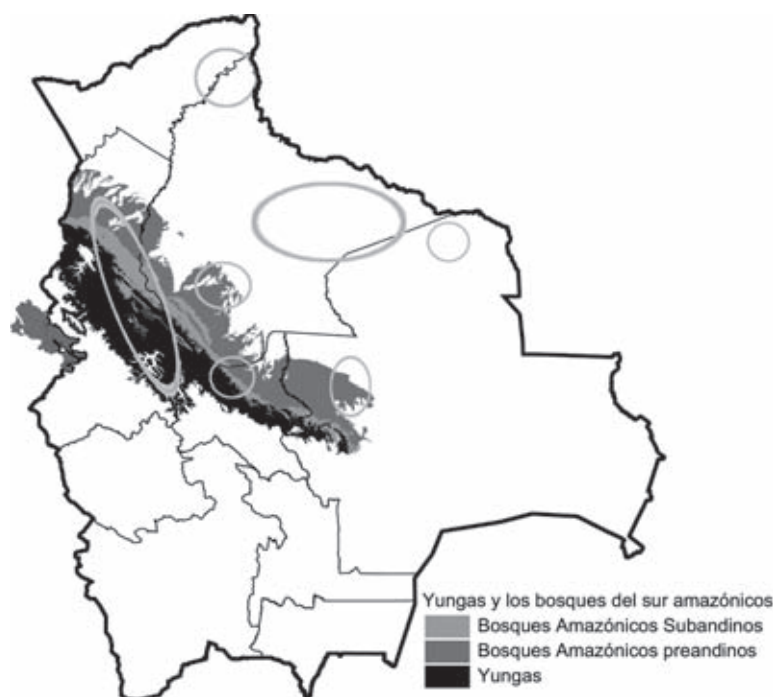 Yungas y los bosques del sur amazónicos
Bosques Amazónicos Subandinos
Bosques Amazónicos preandinos
Yungas